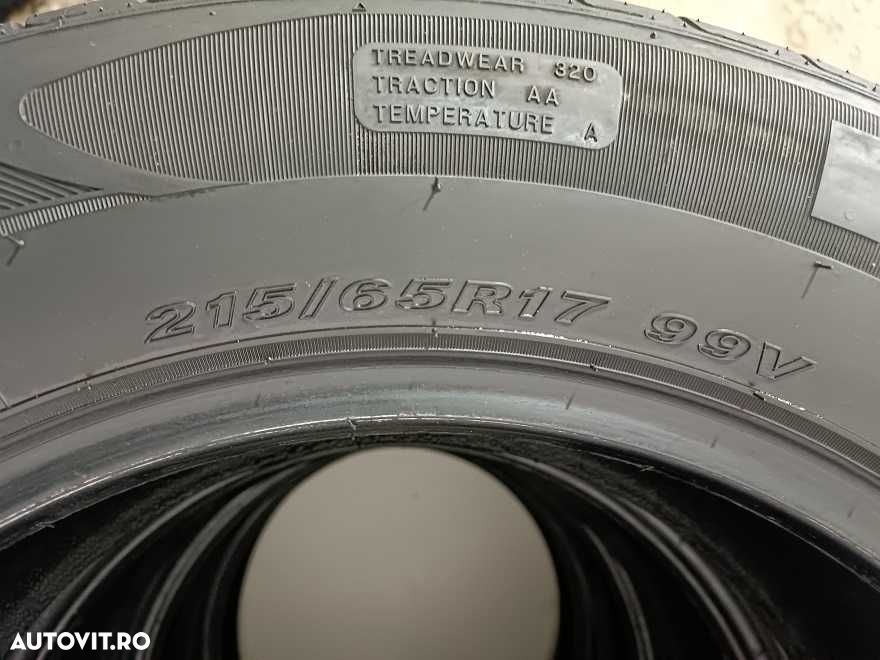 TREADWEAR 320
TRACTION AA
TEMPERATURE A
215/65R17 99V
AUTOVIT.RO